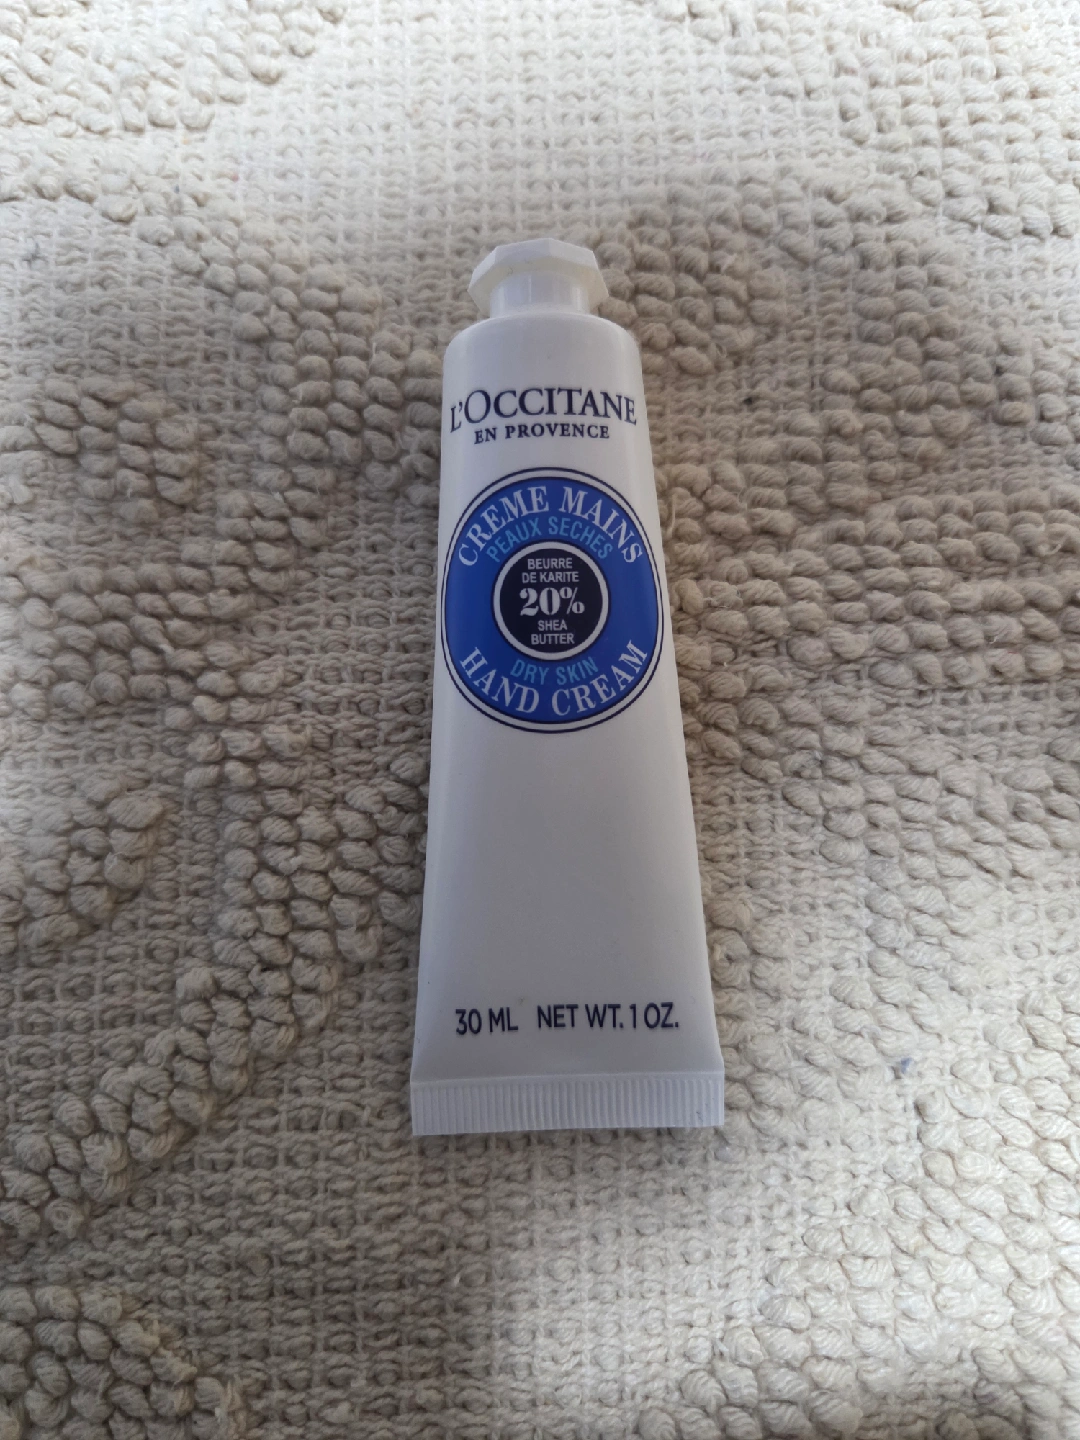 L'OCCITANE
EN PROVENCE
CREME MAINS
PEAUX SECHES
BEURRE
DE KARITE
20%
SHEA
BUTTER
DRY SKIN
HAND CREAM
30 ML NET WT. 1 OZ.